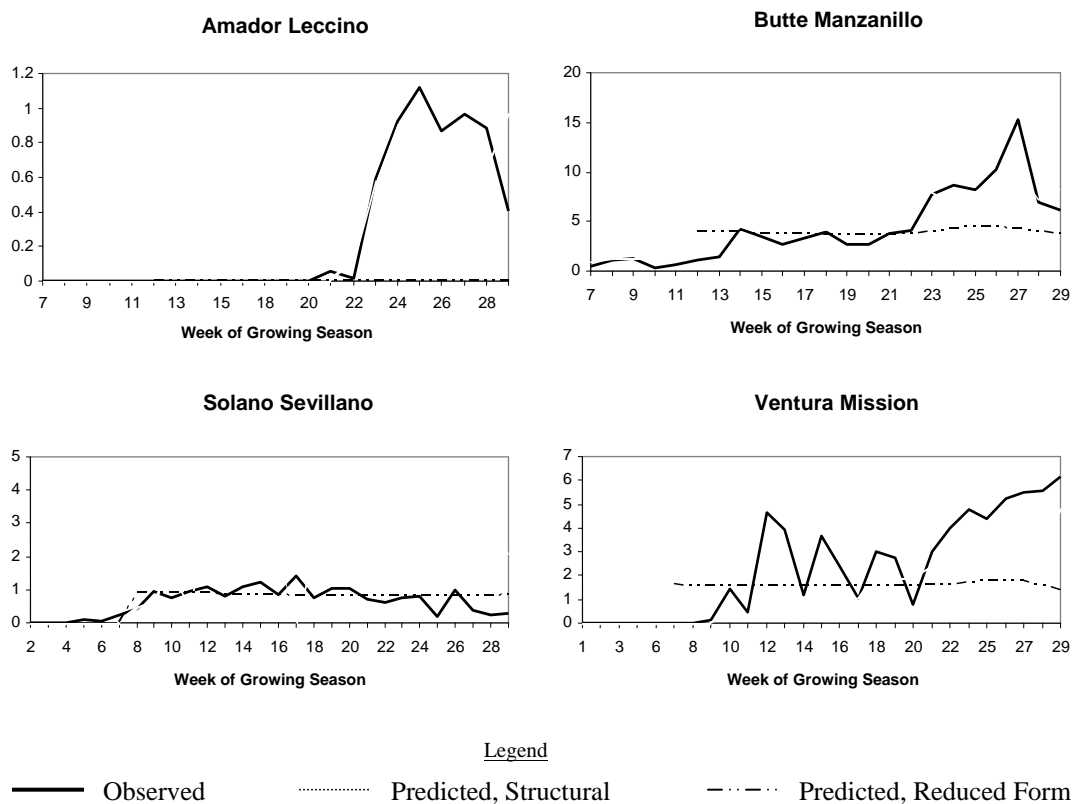 Amador Leccino
1.2
1
0.8
0.6
0.4
0.2
0
7 9 11 13 15 16 18 20 22 24 26 28
Week of Growing Season
Butte Manzanillo
20
15
10
5
0
7 9 11 13 15 17 19 21 23 25 27 29
Week of Growing Season
Solano Sevillano
5
4
3
2
1
0
2 4 6 8 10 12 14 16 18 20 22 24 26 28
Week of Growing Season
Ventura Mission
7
6
5
4
3
2
1
0
1 3 6 8 10 12 14 16 18 20 22 25 27 29
Week of Growing Season
Legend
Observed Predicted, Structural Predicted, Reduced Form